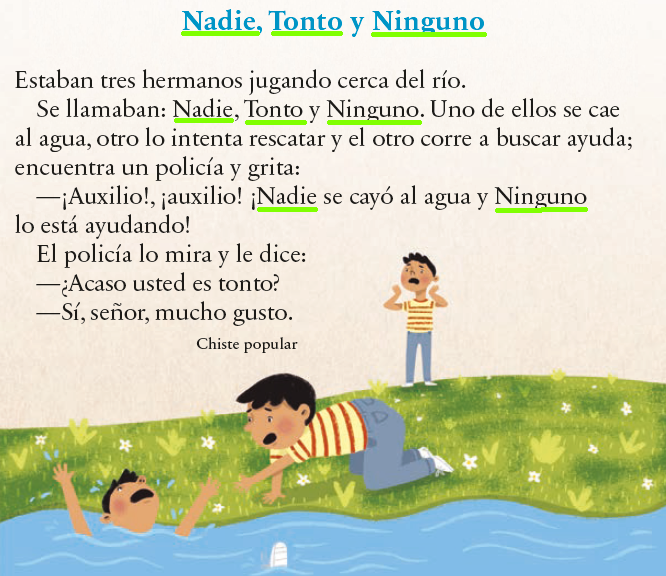 Nadie, Tonto y Ninguno
Estaban tres hermanos jugando cerca del río.
Se llamaban: Nadie, Tonto y Ninguno. Uno de ellos se cae
al agua, otro lo intenta rescatar y el otro corre a buscar ayuda;
encuentra un policía y grita:
—¡Auxilio!, ¡auxilio! ¡Nadie se cayó al agua y Ninguno
lo está ayudando!
El policía lo mira y le dice:
—¿Acaso usted es tonto?
—Sí, señor, mucho gusto.
Chiste popular